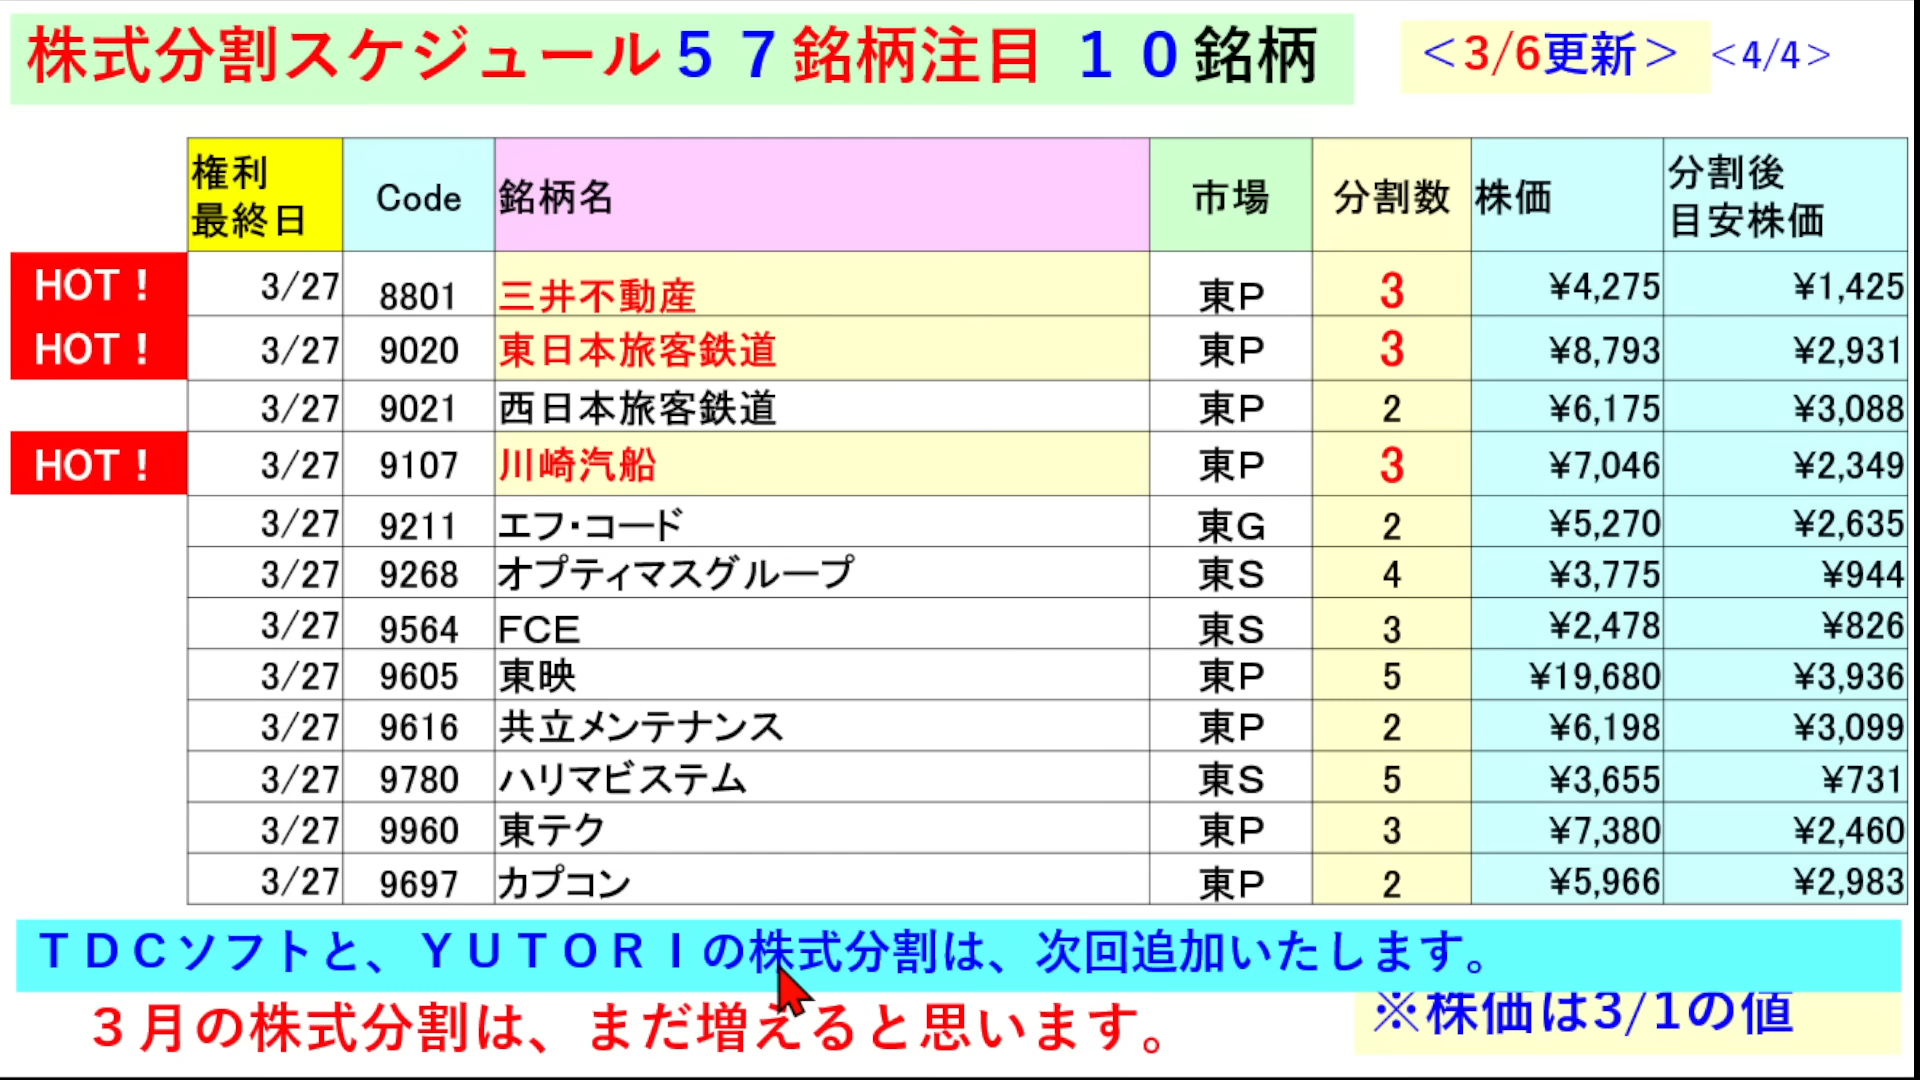 株式分割スケジュール５７銘柄注目 １０銘柄 ＜3/6更新＞ ＜4/4＞
権利最終日 Code 銘柄名 市場 分割数 株価 分割後目安株価
HOT！ 3/27 8801 三井不動産 東P 3 ¥4,275 ¥1,425
HOT！ 3/27 9020 東日本旅客鉄道 東P 3 ¥8,793 ¥2,931
3/27 9021 西日本旅客鉄道 東P 2 ¥6,175 ¥3,088
HOT！ 3/27 9107 川崎汽船 東P 3 ¥7,046 ¥2,349
3/27 9211 エフ・コード 東G 2 ¥5,270 ¥2,635
3/27 9268 オプティマスグループ 東S 4 ¥3,775 ¥944
3/27 9564 FCE 東S 3 ¥2,478 ¥826
3/27 9605 東映 東P 5 ¥19,680 ¥3,936
3/27 9616 共立メンテナンス 東P 2 ¥6,198 ¥3,099
3/27 9780 ハリマビステム 東S 5 ¥3,655 ¥731
3/27 9960 東テク 東P 3 ¥7,380 ¥2,460
3/27 9697 カプコン 東P 2 ¥5,966 ¥2,983
ＴＤＣソフトと、ＹＵＴＯＲＩの株式分割は、次回追加いたします。
３月の株式分割は、まだ増えると思います。
※株価は3/1の値